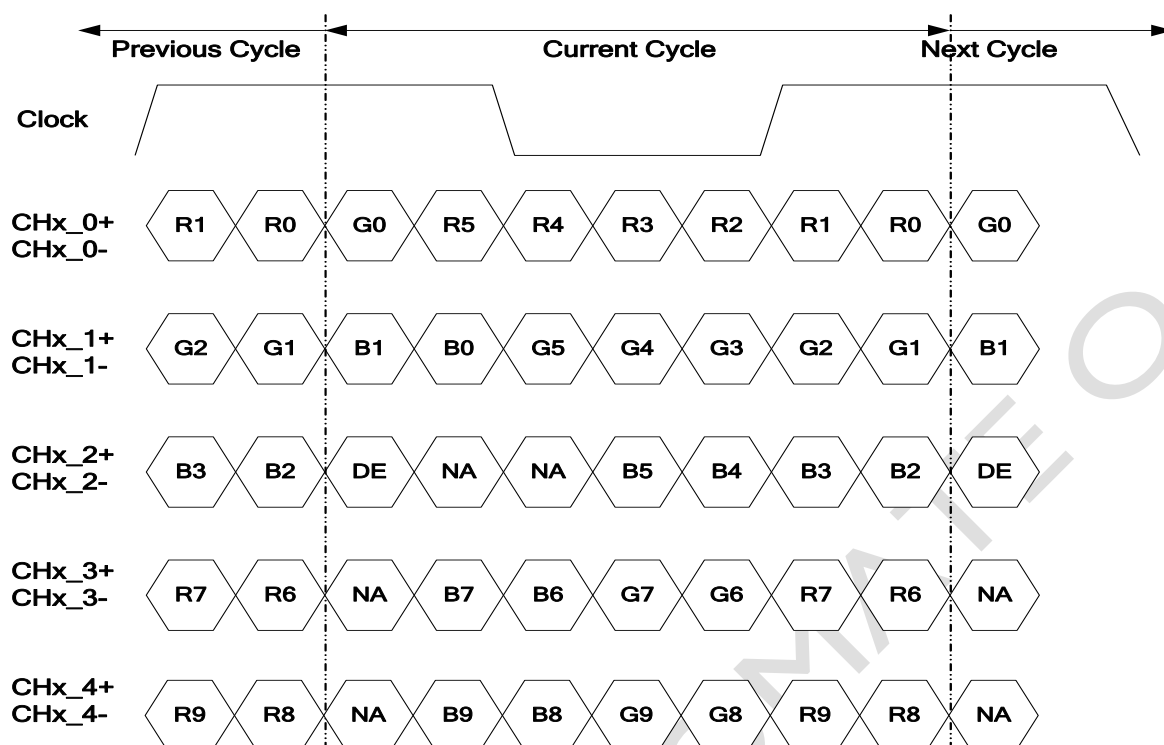 Previous Cycle Current Cycle Next Cycle
Clock
CHx_0+
CHx_0-
R1 R0 G0 R5 R4 R3 R2 R1 R0 G0
CHx_1+
CHx_1-
G2 G1 B1 B0 G5 G4 G3 G2 G1 B1
CHx_2+
CHx_2-
B3 B2 DE NA NA B5 B4 B3 B2 DE
CHx_3+
CHx_3-
R7 R6 NA B7 B6 G7 G6 R7 R6 NA
CHx_4+
CHx_4-
R9 R8 NA B9 B8 G9 G8 R9 R8 NA
MATE O